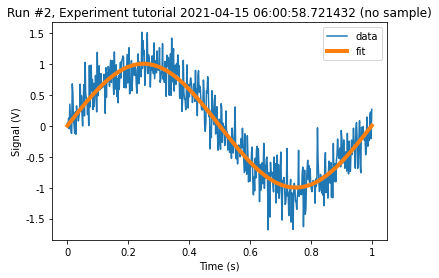 Run #2, Experiment tutorial 2021-04-15 06:00:58.721432 (no sample)
data
fit
1.5
1
0.5
0
-0.5
-1
-1.5
Signal (V)
0
0.2
0.4
0.6
0.8
1
Time (s)